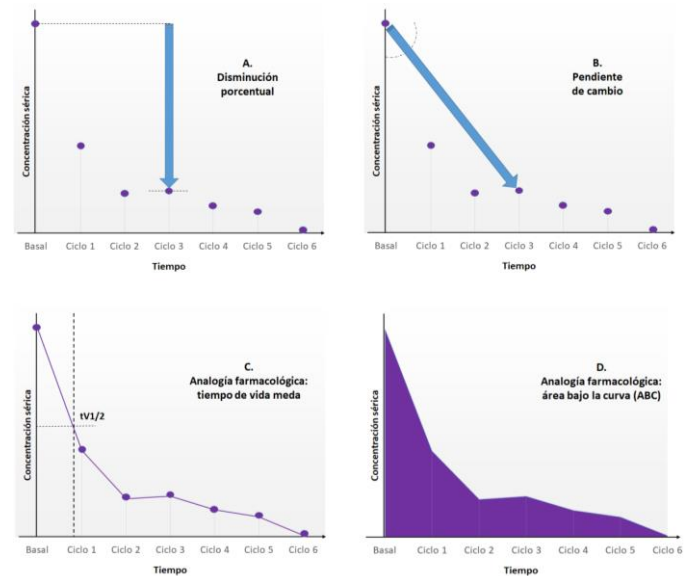 Concentración sérica
A.
Disminución
porcentual
Basal Ciclo 1 Ciclo 2 Ciclo 3 Ciclo 4 Ciclo 5 Ciclo 6
Tiempo
Concentración sérica
B.
Pendiente
de cambio
Basal Ciclo 1 Ciclo 2 Ciclo 3 Ciclo 4 Ciclo 5 Ciclo 6
Tiempo
Concentración sérica
C.
Analogía farmacológica:
tiempo de vida meda
tV1/2
Basal Ciclo 1 Ciclo 2 Ciclo 3 Ciclo 4 Ciclo 5 Ciclo 6
Tiempo
Concentración sérica
D.
Analogía farmacológica:
área bajo la curva (ABC)
Basal Ciclo 1 Ciclo 2 Ciclo 3 Ciclo 4 Ciclo 5 Ciclo 6
Tiempo